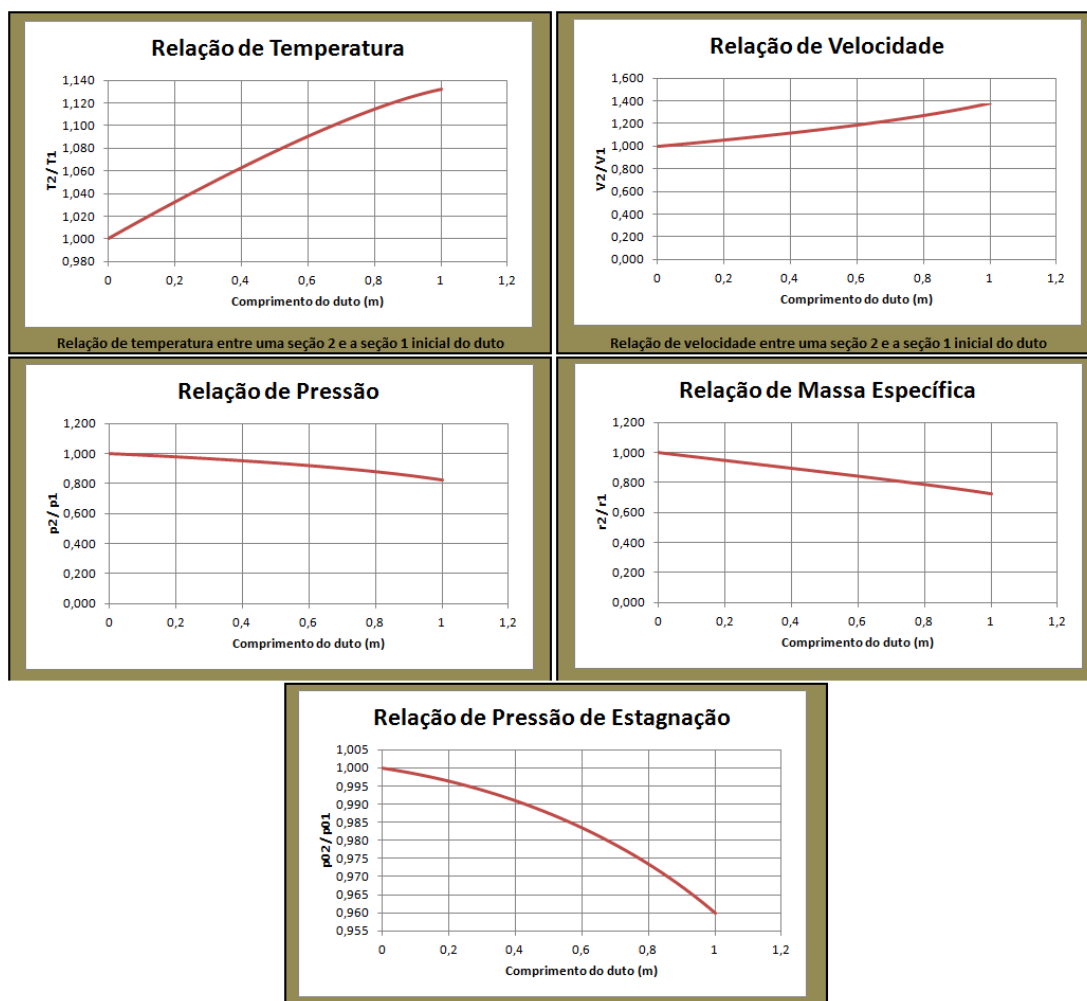 Relação de Temperatura
1,140
1,120
1,100
1,080
1,060
1,040
1,020
1,000
0,980
T2/T1
0 0,2 0,4 0,6 0,8 1 1,2
Comprimento do duto (m)
Relação de temperatura entre uma seção 2 e a seção 1 inicial do duto
Relação de Velocidade
1,600
1,400
1,200
1,000
0,800
0,600
0,400
0,200
0,000
V2/V1
0 0,2 0,4 0,6 0,8 1 1,2
Comprimento do duto (m)
Relação de velocidade entre uma seção 2 e a seção 1 inicial do duto
Relação de Pressão
1,200
1,000
0,800
0,600
0,400
0,200
0,000
p2/p1
0 0,2 0,4 0,6 0,8 1 1,2
Comprimento do duto (m)
Relação de Massa Específica
1,200
1,000
0,800
0,600
0,400
0,200
0,000
r2/r1
0 0,2 0,4 0,6 0,8 1 1,2
Comprimento do duto (m)
Relação de Pressão de Estagnação
1,005
1,000
0,995
0,990
0,985
0,980
0,975
0,970
0,965
0,960
0,955
p02/p01
0 0,2 0,4 0,6 0,8 1 1,2
Comprimento do duto (m)